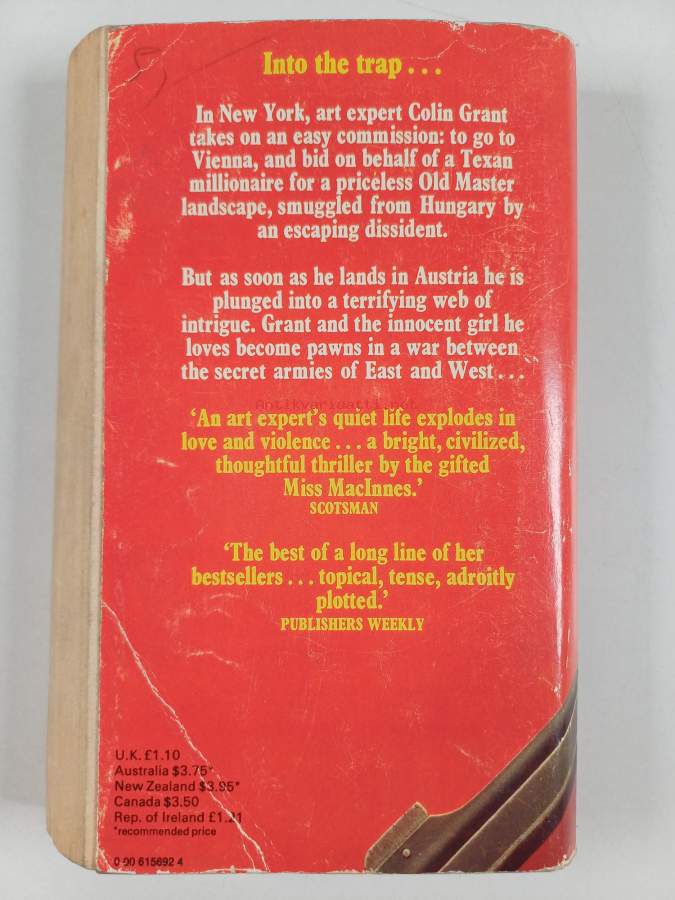 Into the trap...
In New York, art expert Colin Grant
takes on an easy commission: to go to
Vienna, and bid on behalf of a Texan
millionaire for a priceless Old Master
landscape, smuggled from Hungary by
an escaping dissident.
But as soon as he lands in Austria he is
plunged into a terrifying web of
intrigue. Grant and the innocent girl he
loves become pawns in a war between
the secret armies of East and West...
Antikvariaatti.net
‘An art expert’s quiet life explodes in
love and violence...a bright, civilized,
thoughtful thriller by the gifted
Miss MacInnes.’
SCOTSMAN
‘The best of a long line of her
bestsellers...topical, tense, adroitly
plotted.’
PUBLISHERS WEEKLY
U.K. £1.10
Australia $3.75*
New Zealand $3.95*
Canada $3.50
Rep. of Ireland £1.21
*recommended price
0 00 615692 4